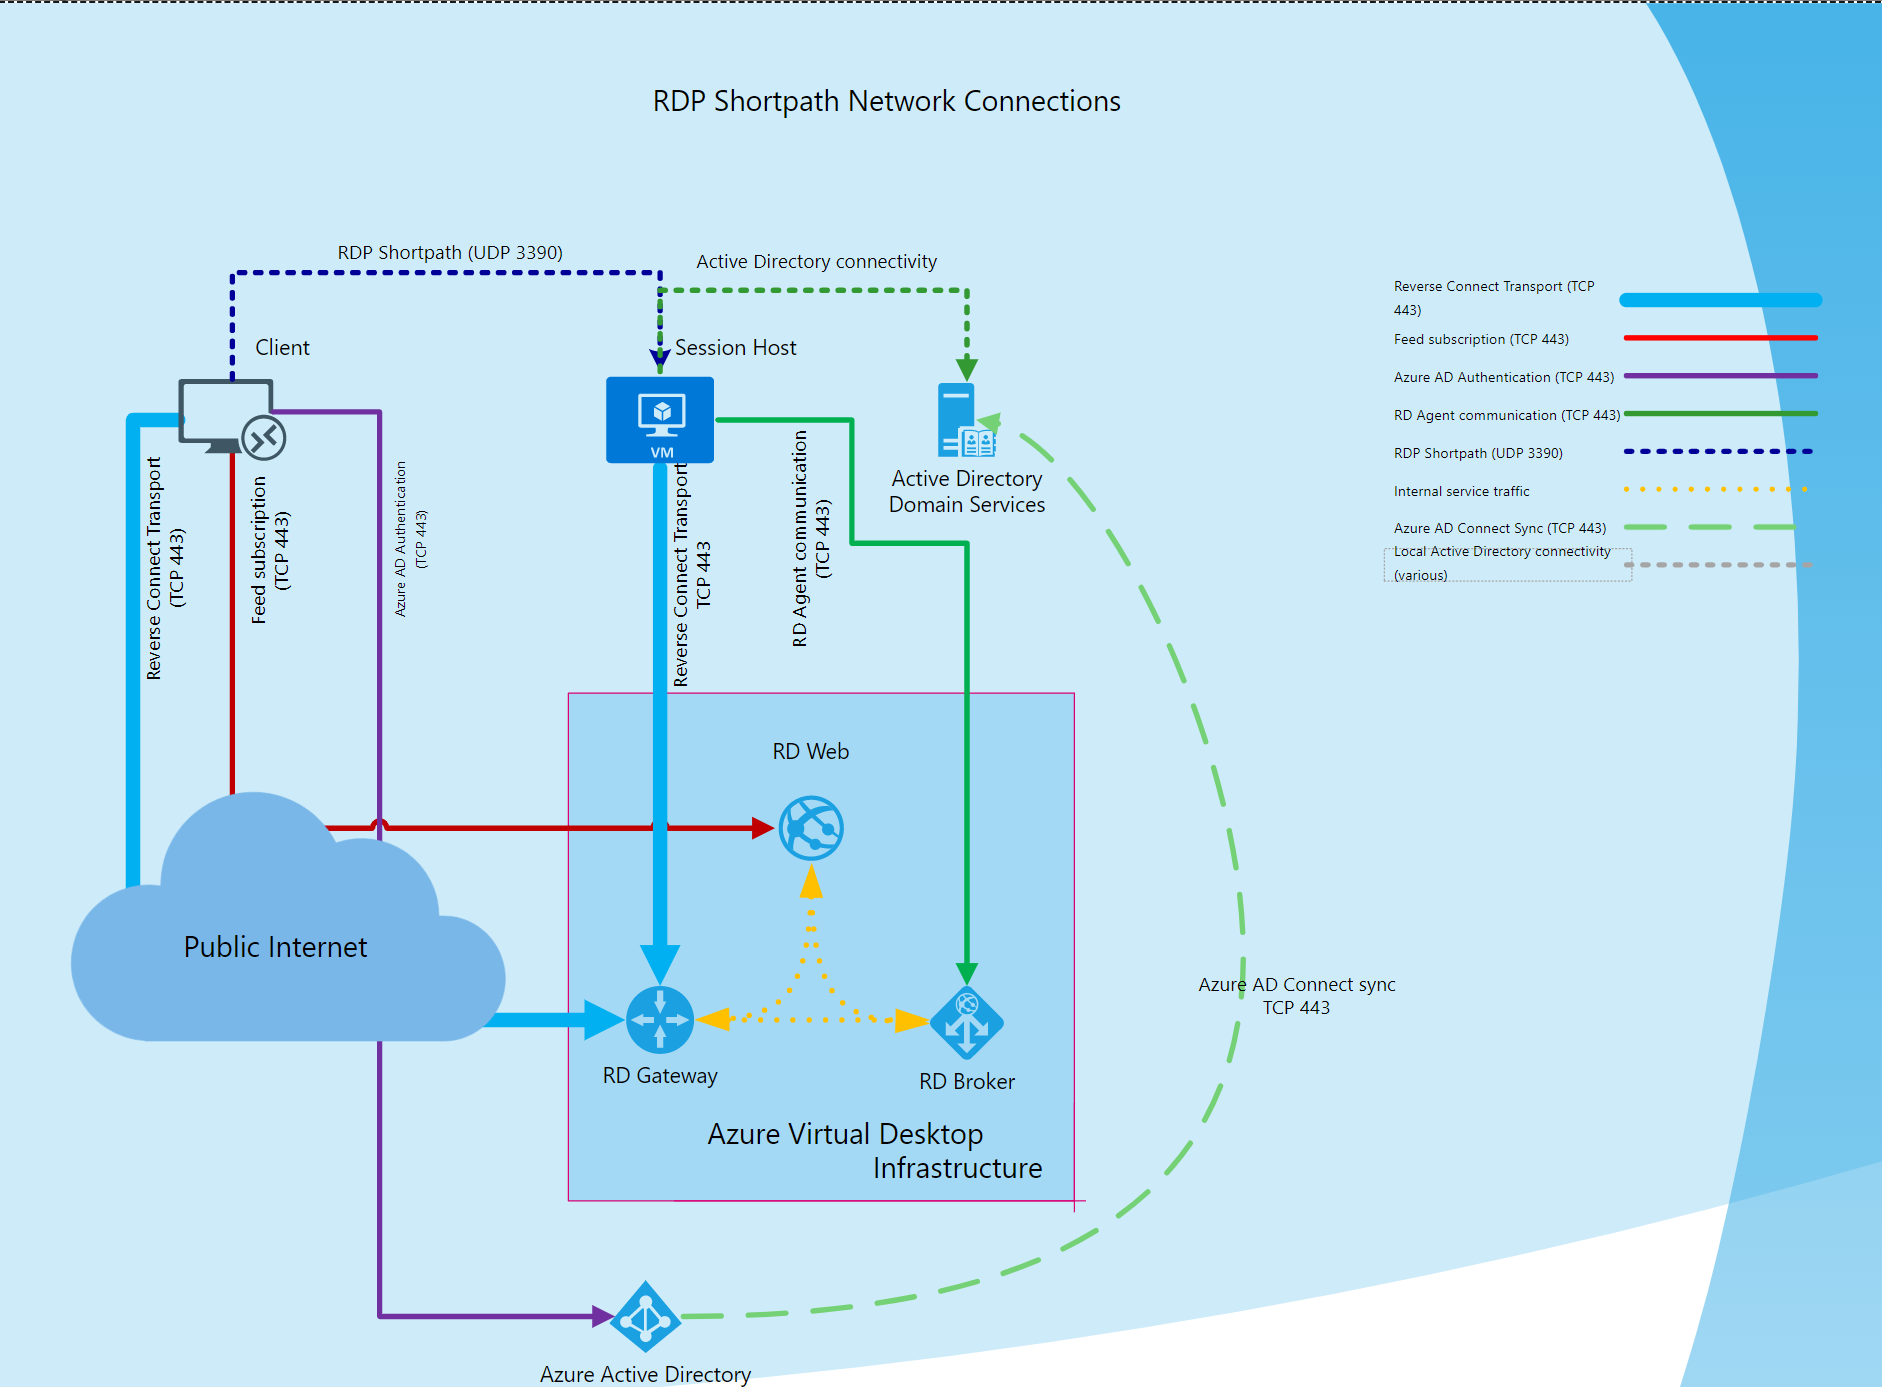 RDP Shortpath Network Connections
RDP Shortpath (UDP 3390)
Active Directory connectivity
Client
Session Host
VM
Active Directory
Domain Services
Reverse Connect Transport
(TCP 443)
Feed subscription
(TCP 443)
Azure AD Authentication
(TCP 443)
Reverse Connect Transport
TCP 443
RD Agent communication
(TCP 443)
Reverse Connect Transport (TCP
443)
Feed subscription (TCP 443)
Azure AD Authentication (TCP 443)
RD Agent communication (TCP 443)
RDP Shortpath (UDP 3390)
Internal service traffic
Azure AD Connect Sync (TCP 443)
Local Active Directory connectivity
(various)
RD Web
Public Internet
RD Gateway
RD Broker
Azure AD Connect sync
TCP 443
Azure Virtual Desktop
Infrastructure
Azure Active Directory